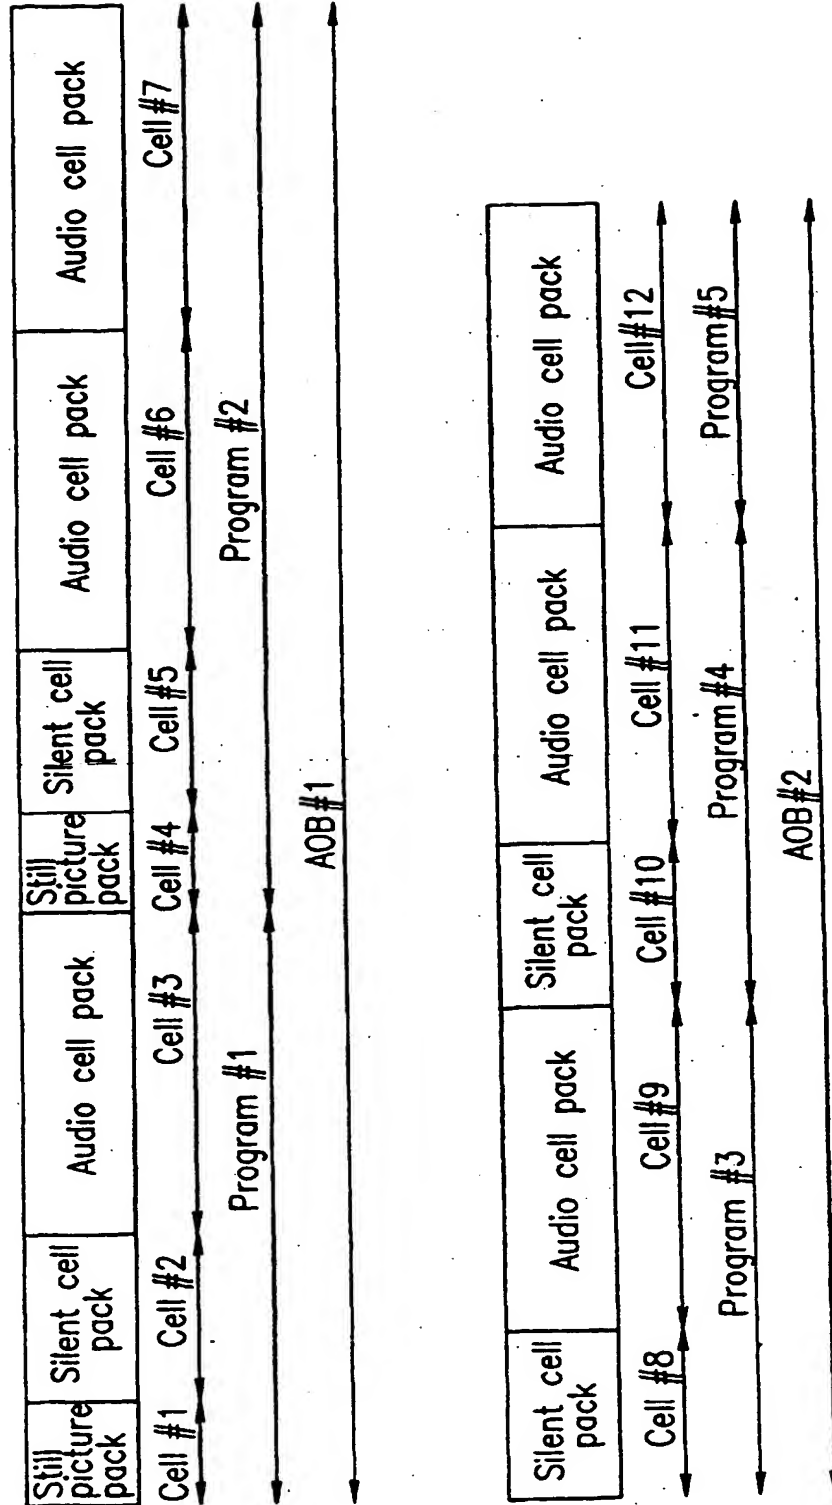 Still
picture
pack
Silent cell
pack
Audio cell pack
Still
picture
pack
Silent cell
pack
Audio cell pack
Audio cell pack
Cell #1
Cell #2
Cell #3
Cell #4
Cell #5
Cell #6
Cell #7
Program #1
Program #2
AOB#1
Silent cell
pack
Audio cell pack
Silent cell
pack
Audio cell pack
Audio cell pack
Cell #8
Cell#9
Cell #10
Cell #11
Cell#12
Program #3
Program#4
Program#5
AOB#2